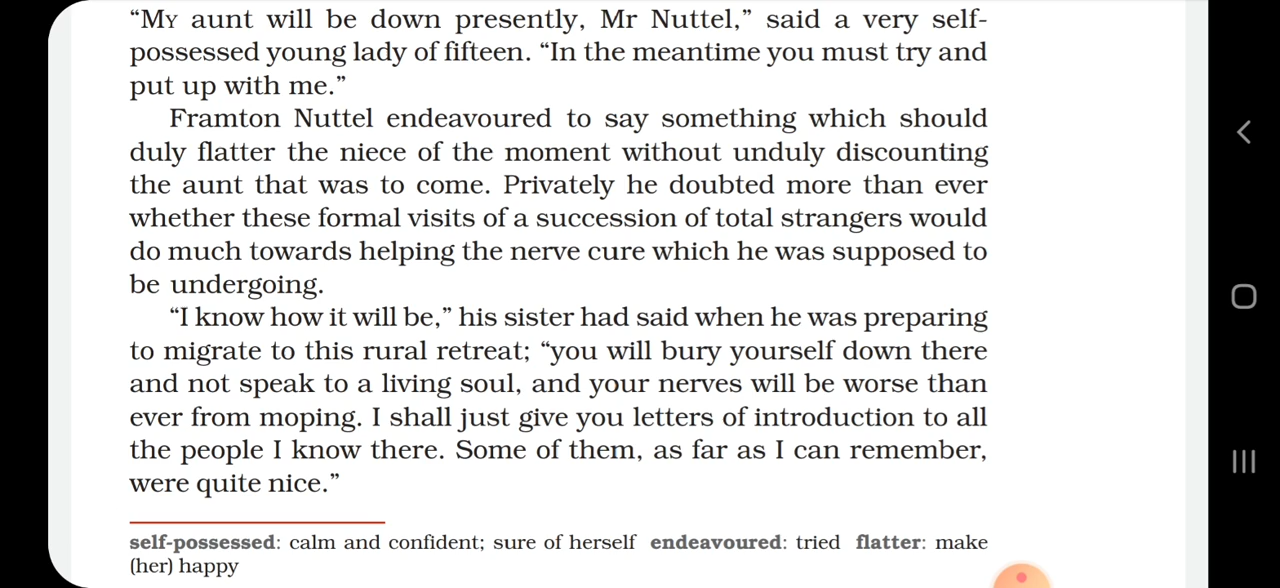 “My aunt will be down presently, Mr Nuttel,” said a very self-
possessed young lady of fifteen. “In the meantime you must try and
put up with me.”
Framton Nuttel endeavoured to say something which should
duly flatter the niece of the moment without unduly discounting
the aunt that was to come. Privately he doubted more than ever
whether these formal visits of a succession of total strangers would
do much towards helping the nerve cure which he was supposed to
be undergoing.
“I know how it will be,” his sister had said when he was preparing
to migrate to this rural retreat; “you will bury yourself down there
and not speak to a living soul, and your nerves will be worse than
ever from moping. I shall just give you letters of introduction to all
the people I know there. Some of them, as far as I can remember,
were quite nice.”
self-possessed: calm and confident; sure of herself endeavoured: tried flatter: make
(her) happy